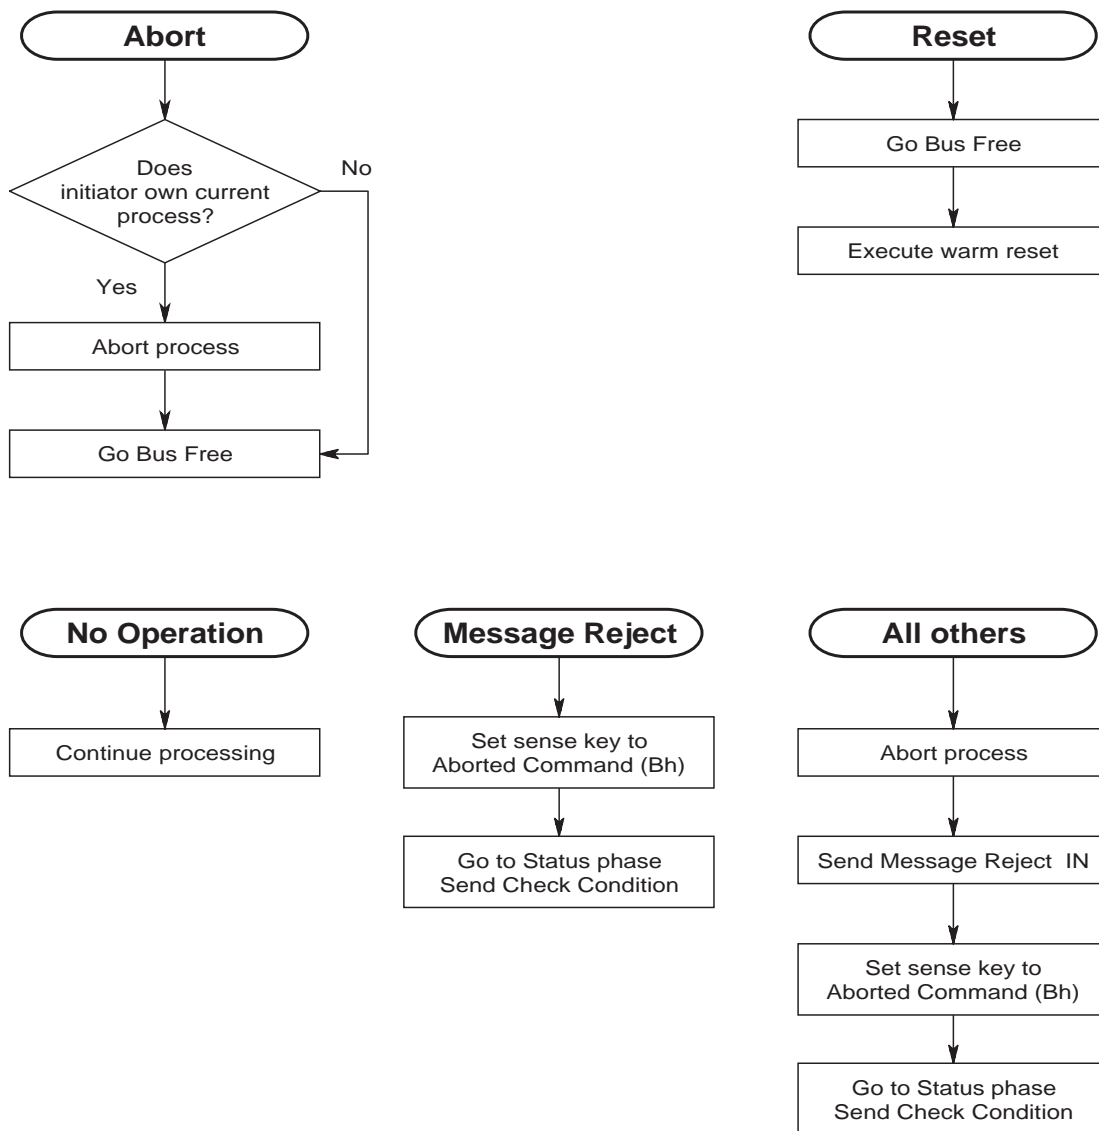 Abort
Does
initiator own current
process?
No
Yes
Abort process
Go Bus Free
Reset
Go Bus Free
Execute warm reset
No Operation
Continue processing
Message Reject
Set sense key to
Aborted Command (Bh)
Go to Status phase
Send Check Condition
All others
Abort process
Send Message Reject  IN
Set sense key to
Aborted Command (Bh)
Go to Status phase
Send Check Condition